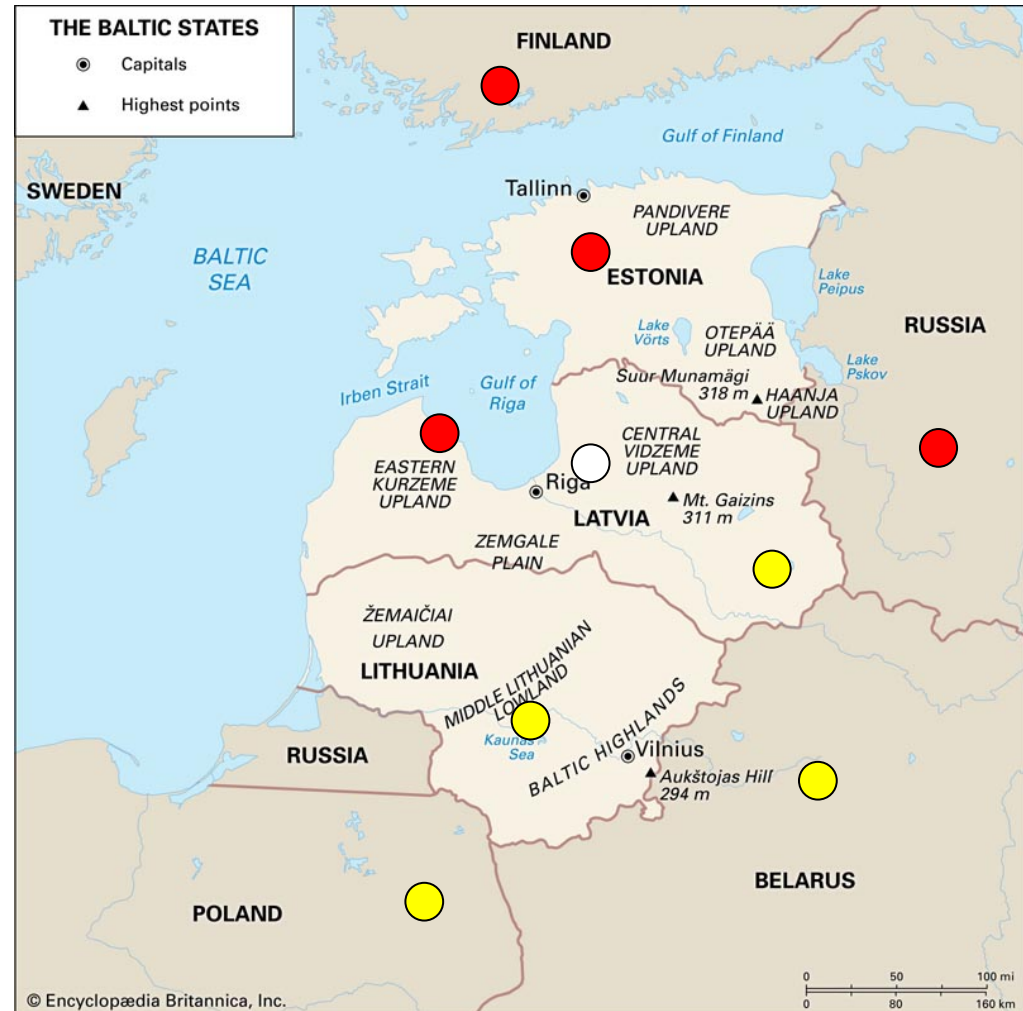 THE BALTIC STATES
Capitals
Highest points
FINLAND
Gulf of Finland
SWEDEN
Tallinn
PANDIVERE
UPLAND
BALTIC
SEA
ESTONIA
Lake
Peipus
RUSSIA
Lake
Võrts
OTEPÄÄ
UPLAND
Lake
Pskov
Irben Strait
Gulf of
Riga
Suur Munamägi
318 m
HAANJA
UPLAND
CENTRAL
VIDZEME
UPLAND
EASTERN
KURZEME
UPLAND
Riga
Mt. Gaizins
311 m
LATVIA
ZEMGALE
PLAIN
ŽEMAIČIAI
UPLAND
LITHUANIA
MIDDLE LITHUANIAN
LOWLAND
Kaunas
Sea
BALTIC HIGHLANDS
Vilnius
RUSSIA
Aukštojas Hill
294 m
BELARUS
POLAND
0 50 100 mi
0 80 160 km
© Encyclopædia Britannica, Inc.